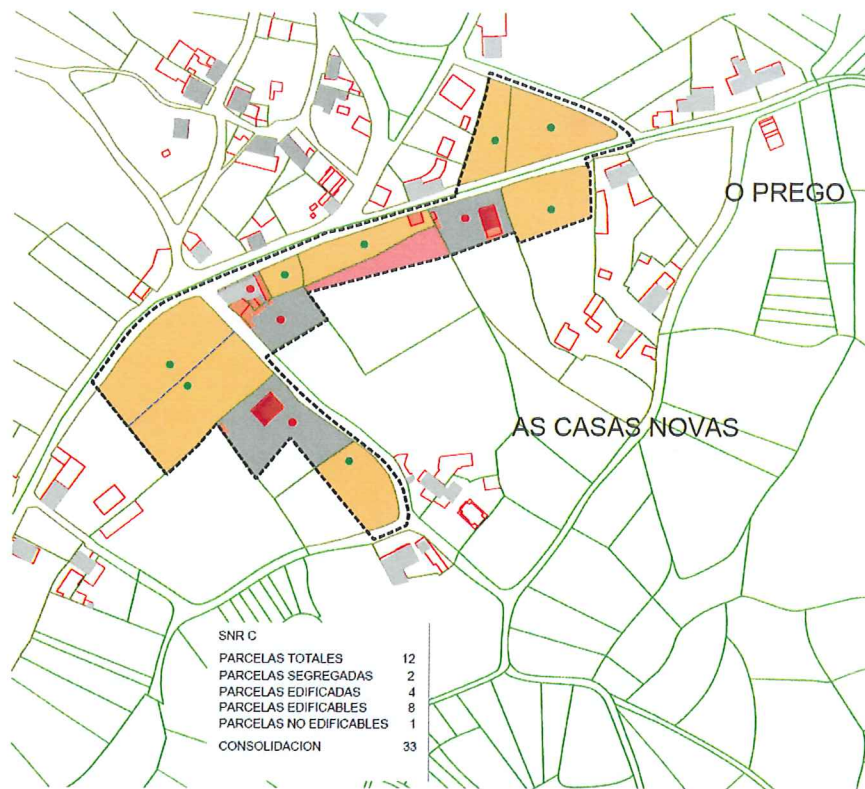 O PREGO
AS CASAS NOVAS
SNR C
PARCELAS TOTALES 12
PARCELAS SEGREGADAS 2
PARCELAS EDIFICADAS 4
PARCELAS EDIFICABLES 8
PARCELAS NO EDIFICABLES 1
CONSOLIDACION 33